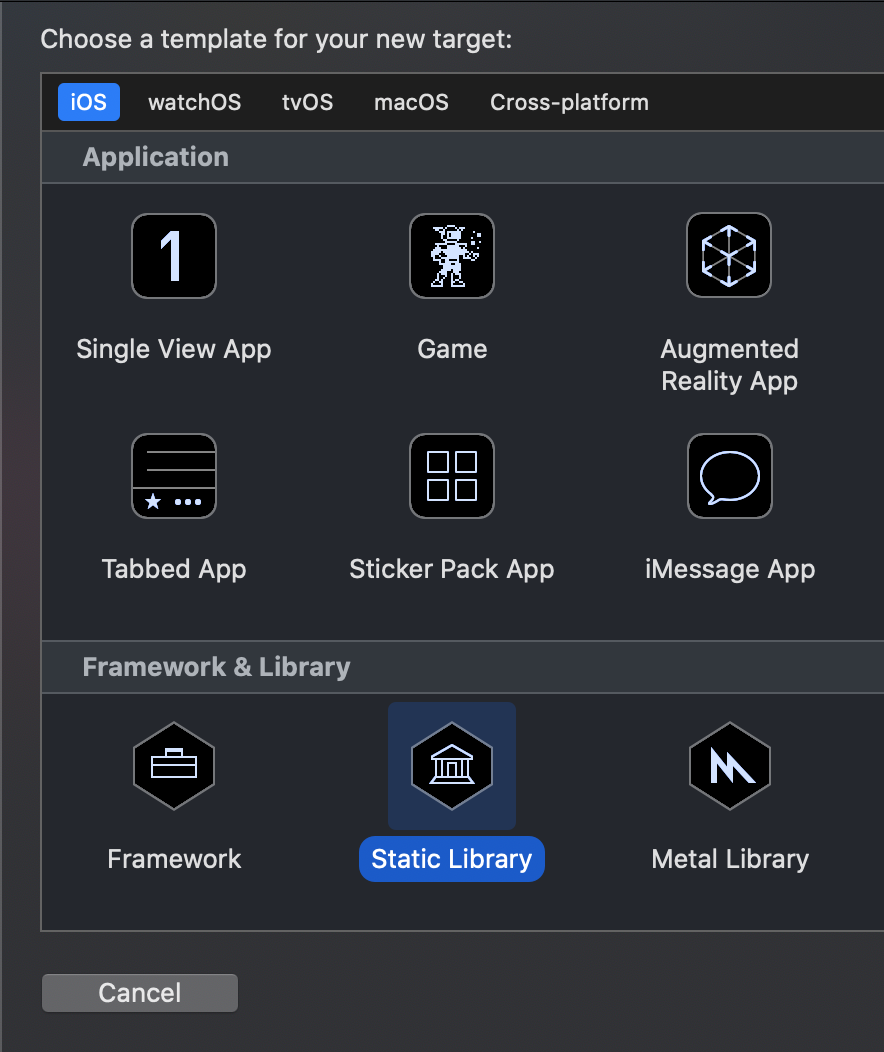 Choose a template for your new target:
iOS watchOS tvOS macOS Cross-platform
Application
1
Single View App Game Augmented
Reality App
Tabbed App Sticker Pack App iMessage App
Framework & Library
Framework Static Library Metal Library
Cancel